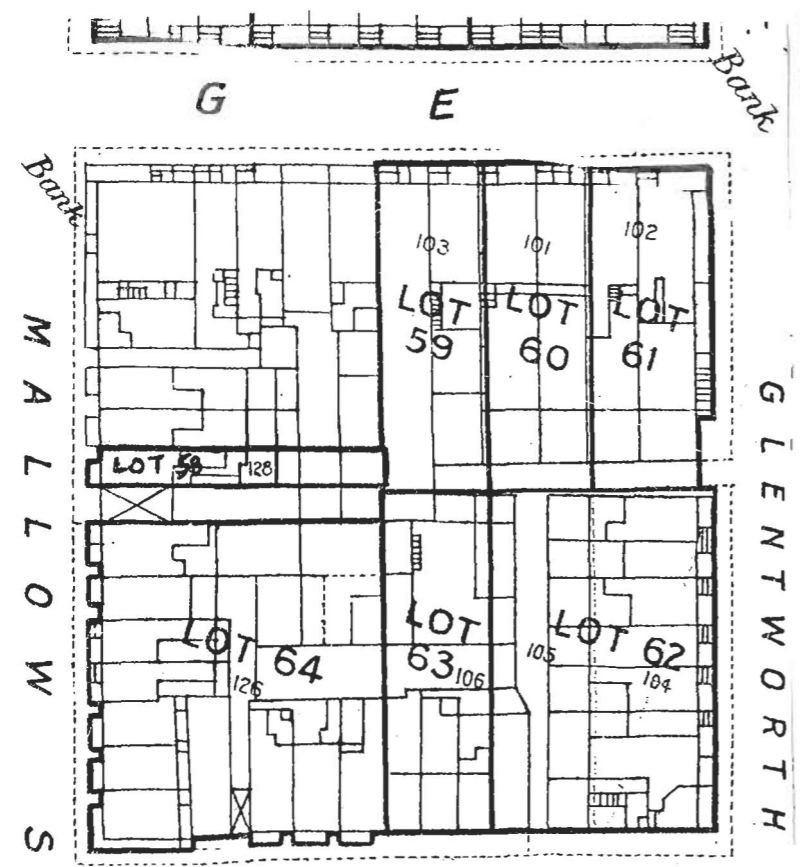 Bank
G E
Bank
103
101
102
LOT
59
LOT
60
LOT
61
LOT 58
128
LOT
64
126
LOT
63
106
105
LOT 62
104
MALLOW S
GLENTWORTH